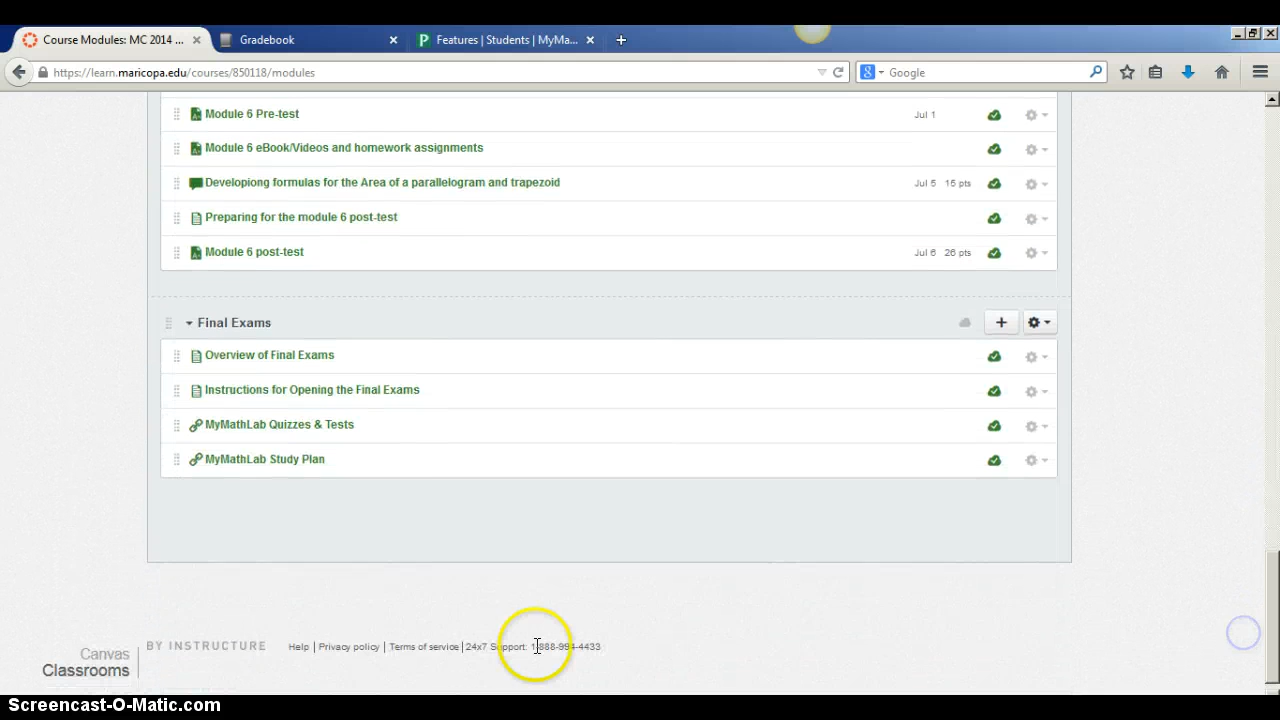 Course Modules: MC 2014 ... Gradebook Features | Students | MyMa...
https://learn.maricopa.edu/courses/850118/modules Google
Module 6 Pre-test Jul 1
Module 6 eBook/Videos and homework assignments
Developiong formulas for the Area of a parallelogram and trapezoid Jul 5 15 pts
Preparing for the module 6 post-test
Module 6 post-test Jul 6 26 pts
Final Exams
Overview of Final Exams
Instructions for Opening the Final Exams
MyMathLab Quizzes & Tests
MyMathLab Study Plan
BY INSTRUCTURE Help | Privacy policy | Terms of service | 24x7 Support: 1-888-994-4433
Canvas
Classrooms
Screencast-O-Matic.com